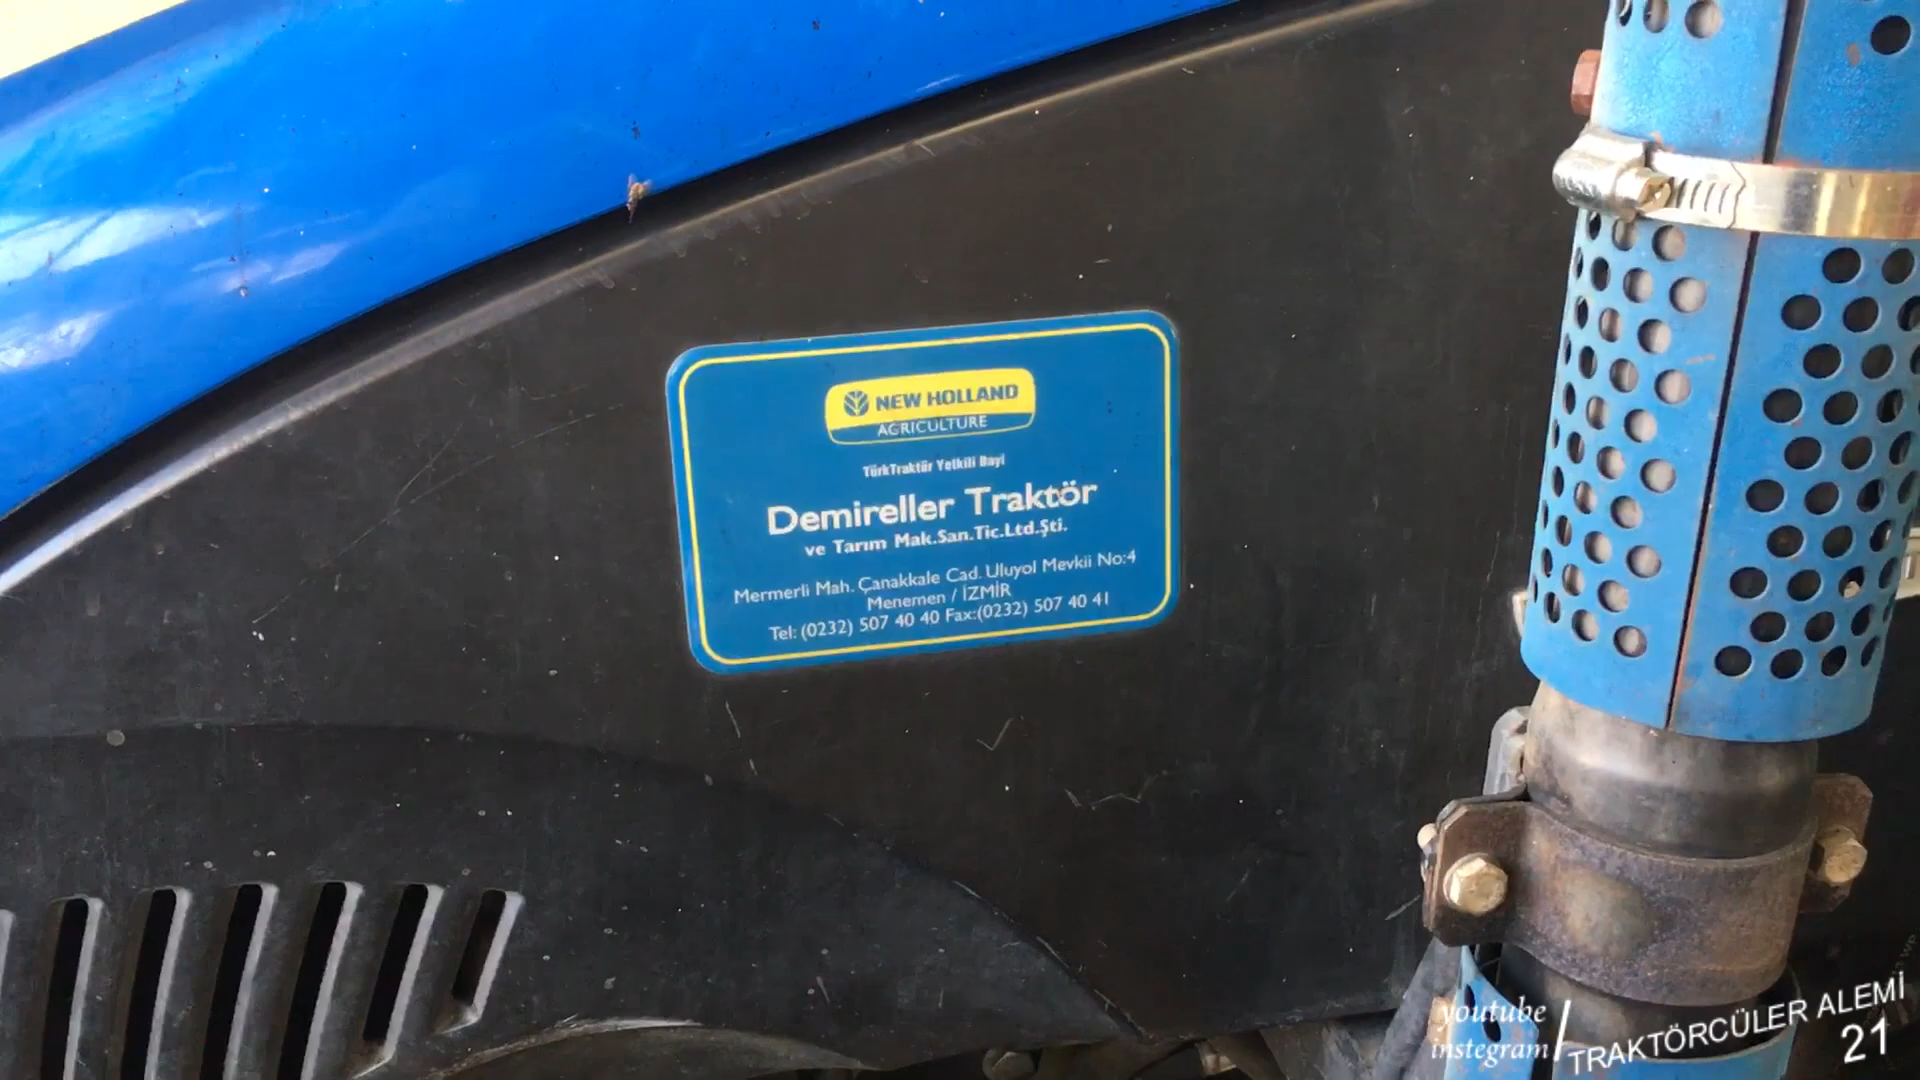 NEW HOLLAND
AGRICULTURE
TürkTraktör Yetkili Bayi
Demireller Traktör
ve Tarım Mak.San.Tic.Ltd.Şti.
Mermerli Mah. Çanakkale Cad. Uluyol Mevkii No:4
Menemen / İZMİR
Tel: (0232) 507 40 40 Fax:(0232) 507 40 41
youtube
instegram
TRAKTÖRCÜLER ALEMİ
21